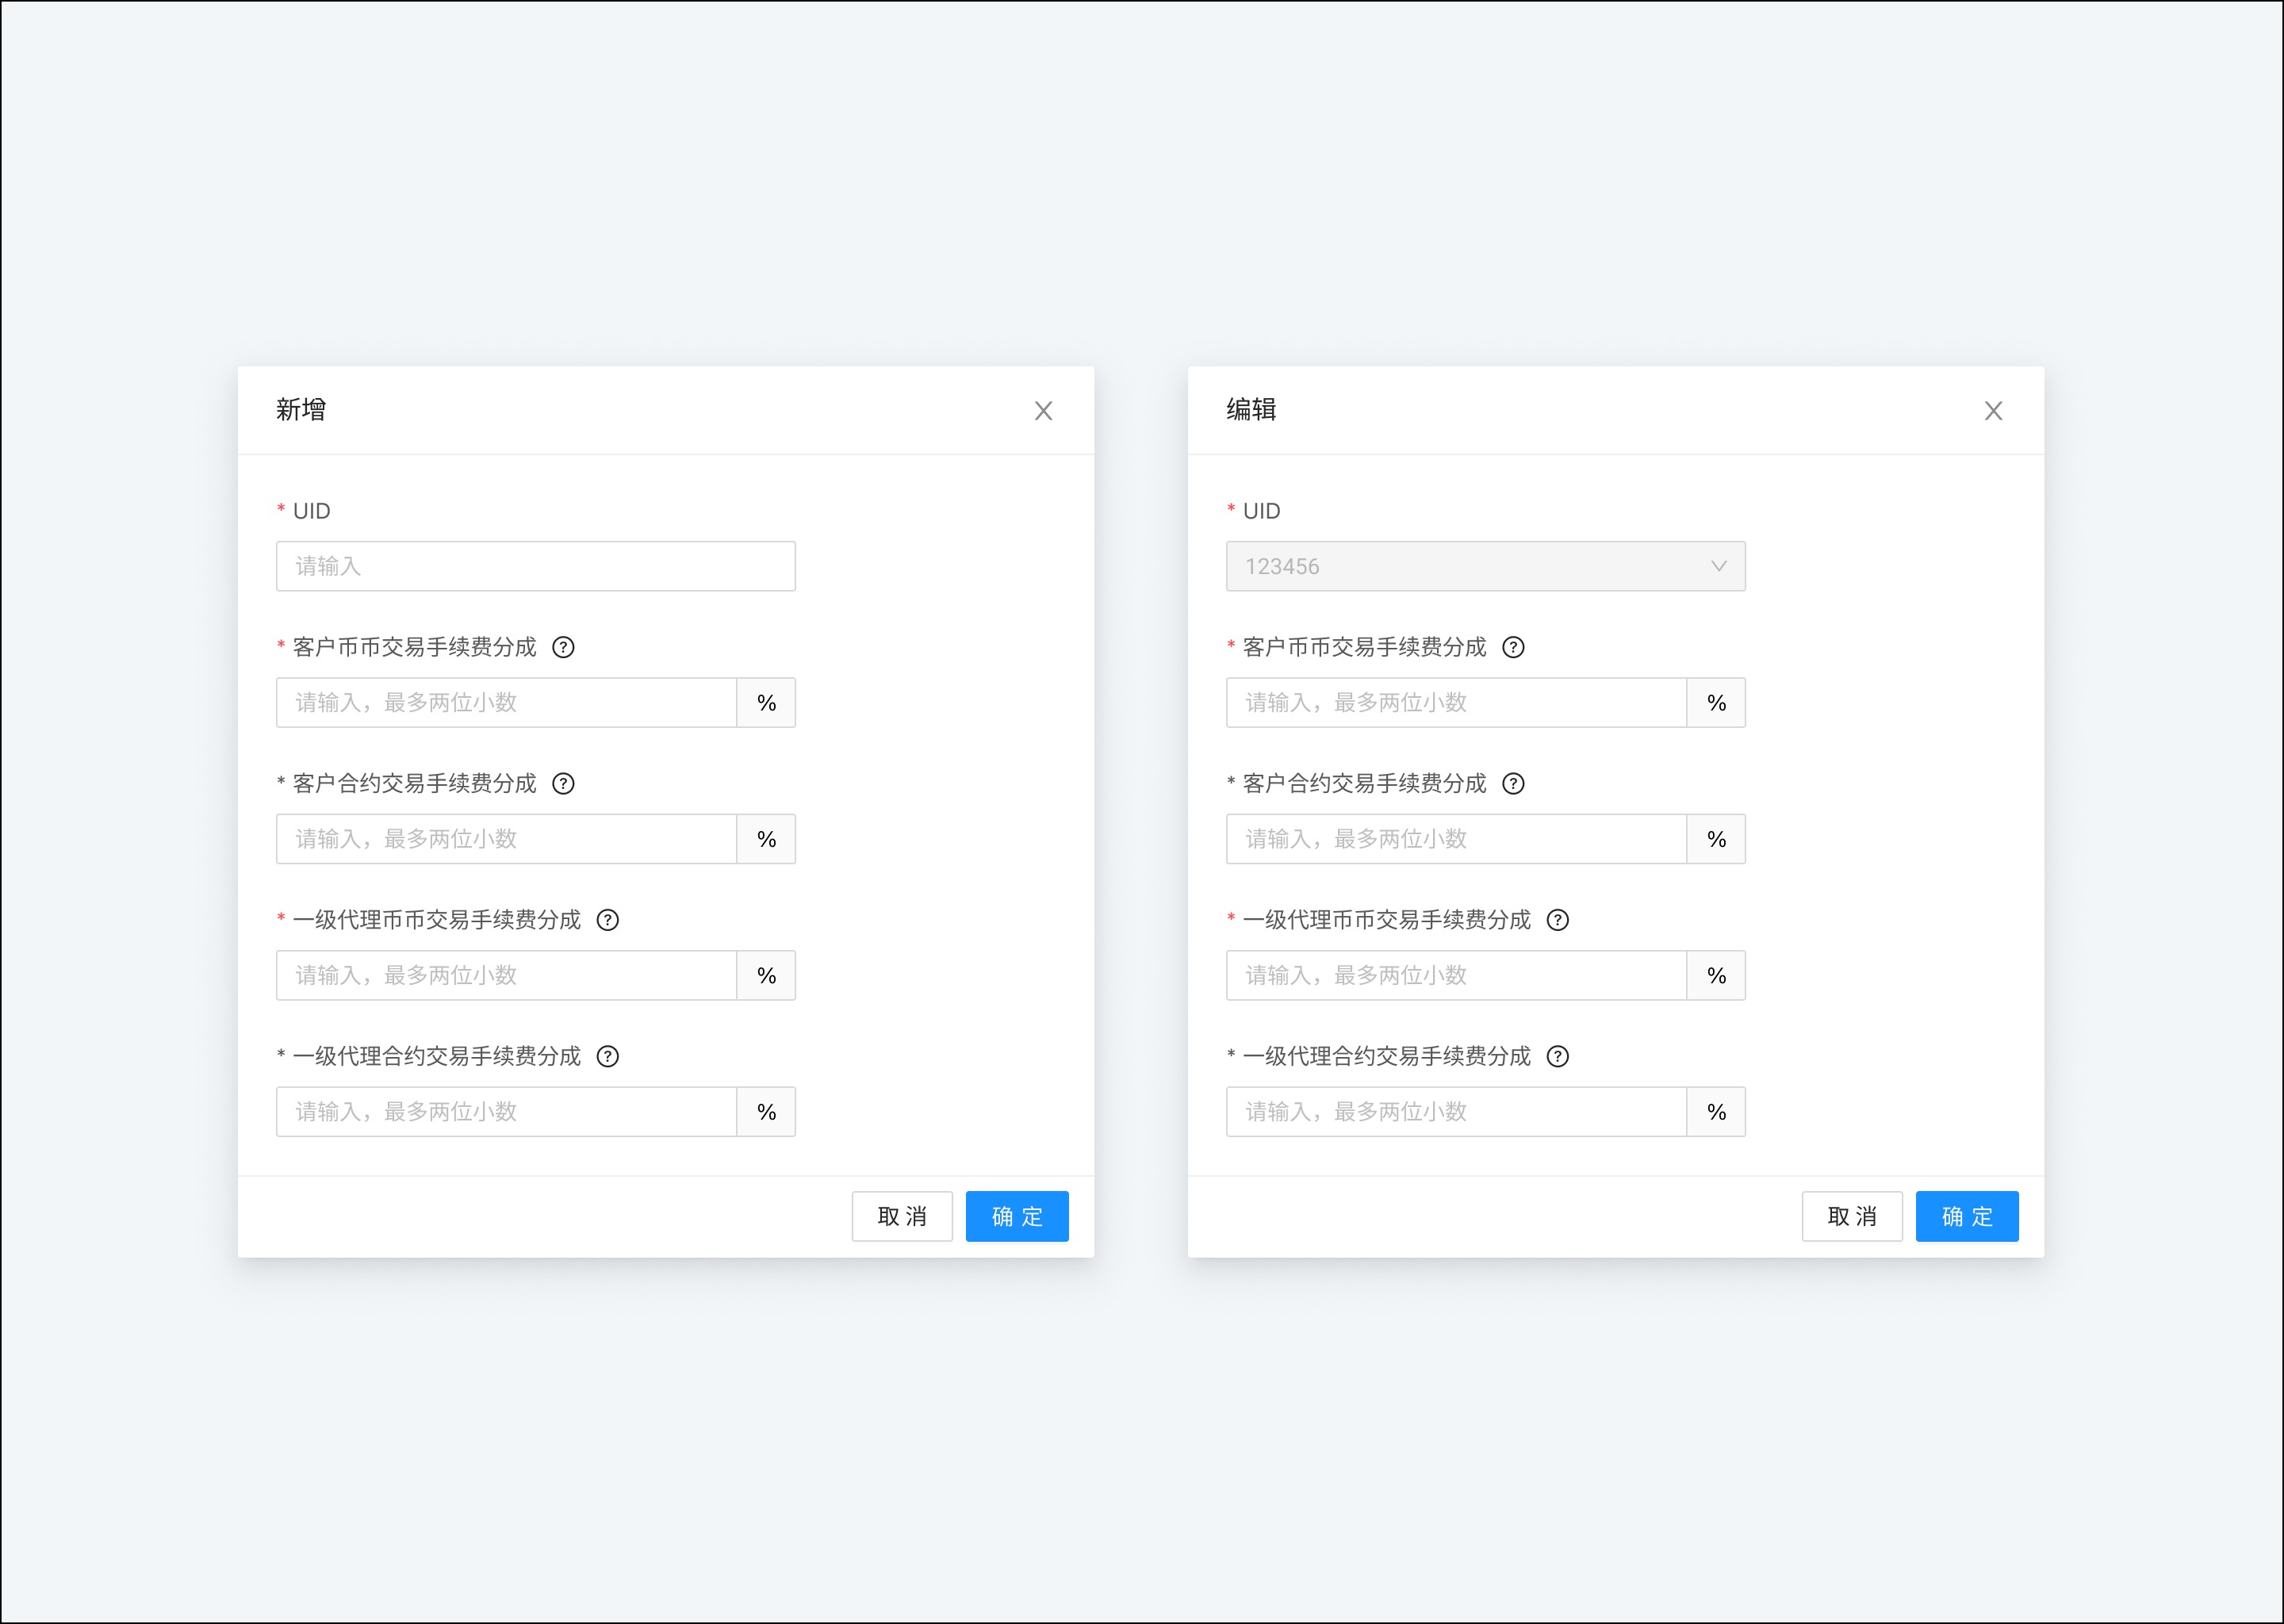 新增
* UID
请输入
* 客户币币交易手续费分成 ?
请输入，最多两位小数 %
* 客户合约交易手续费分成 ?
请输入，最多两位小数 %
* 一级代理币币交易手续费分成 ?
请输入，最多两位小数 %
* 一级代理合约交易手续费分成 ?
请输入，最多两位小数 %
取 消 确 定
编辑
* UID
123456
* 客户币币交易手续费分成 ?
请输入，最多两位小数 %
* 客户合约交易手续费分成 ?
请输入，最多两位小数 %
* 一级代理币币交易手续费分成 ?
请输入，最多两位小数 %
* 一级代理合约交易手续费分成 ?
请输入，最多两位小数 %
取 消 确 定